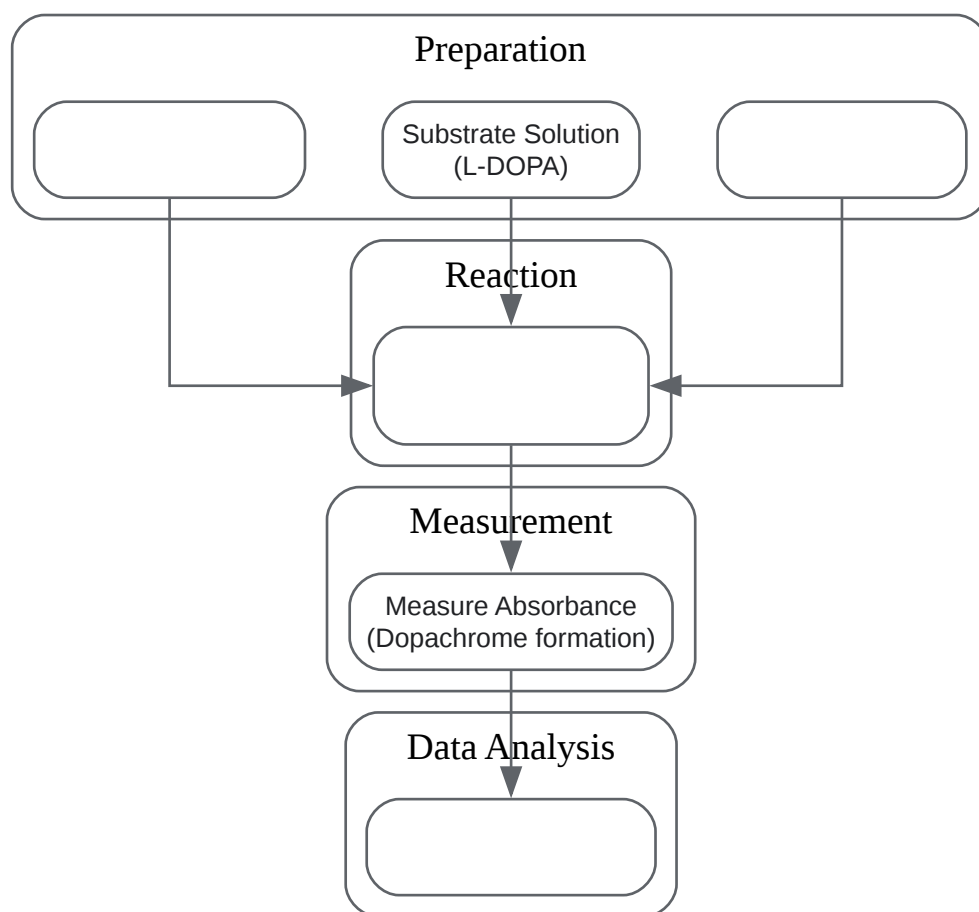 Preparation
Substrate Solution
(L-DOPA)
Reaction
Measurement
Measure Absorbance
(Dopachrome formation)
Data Analysis